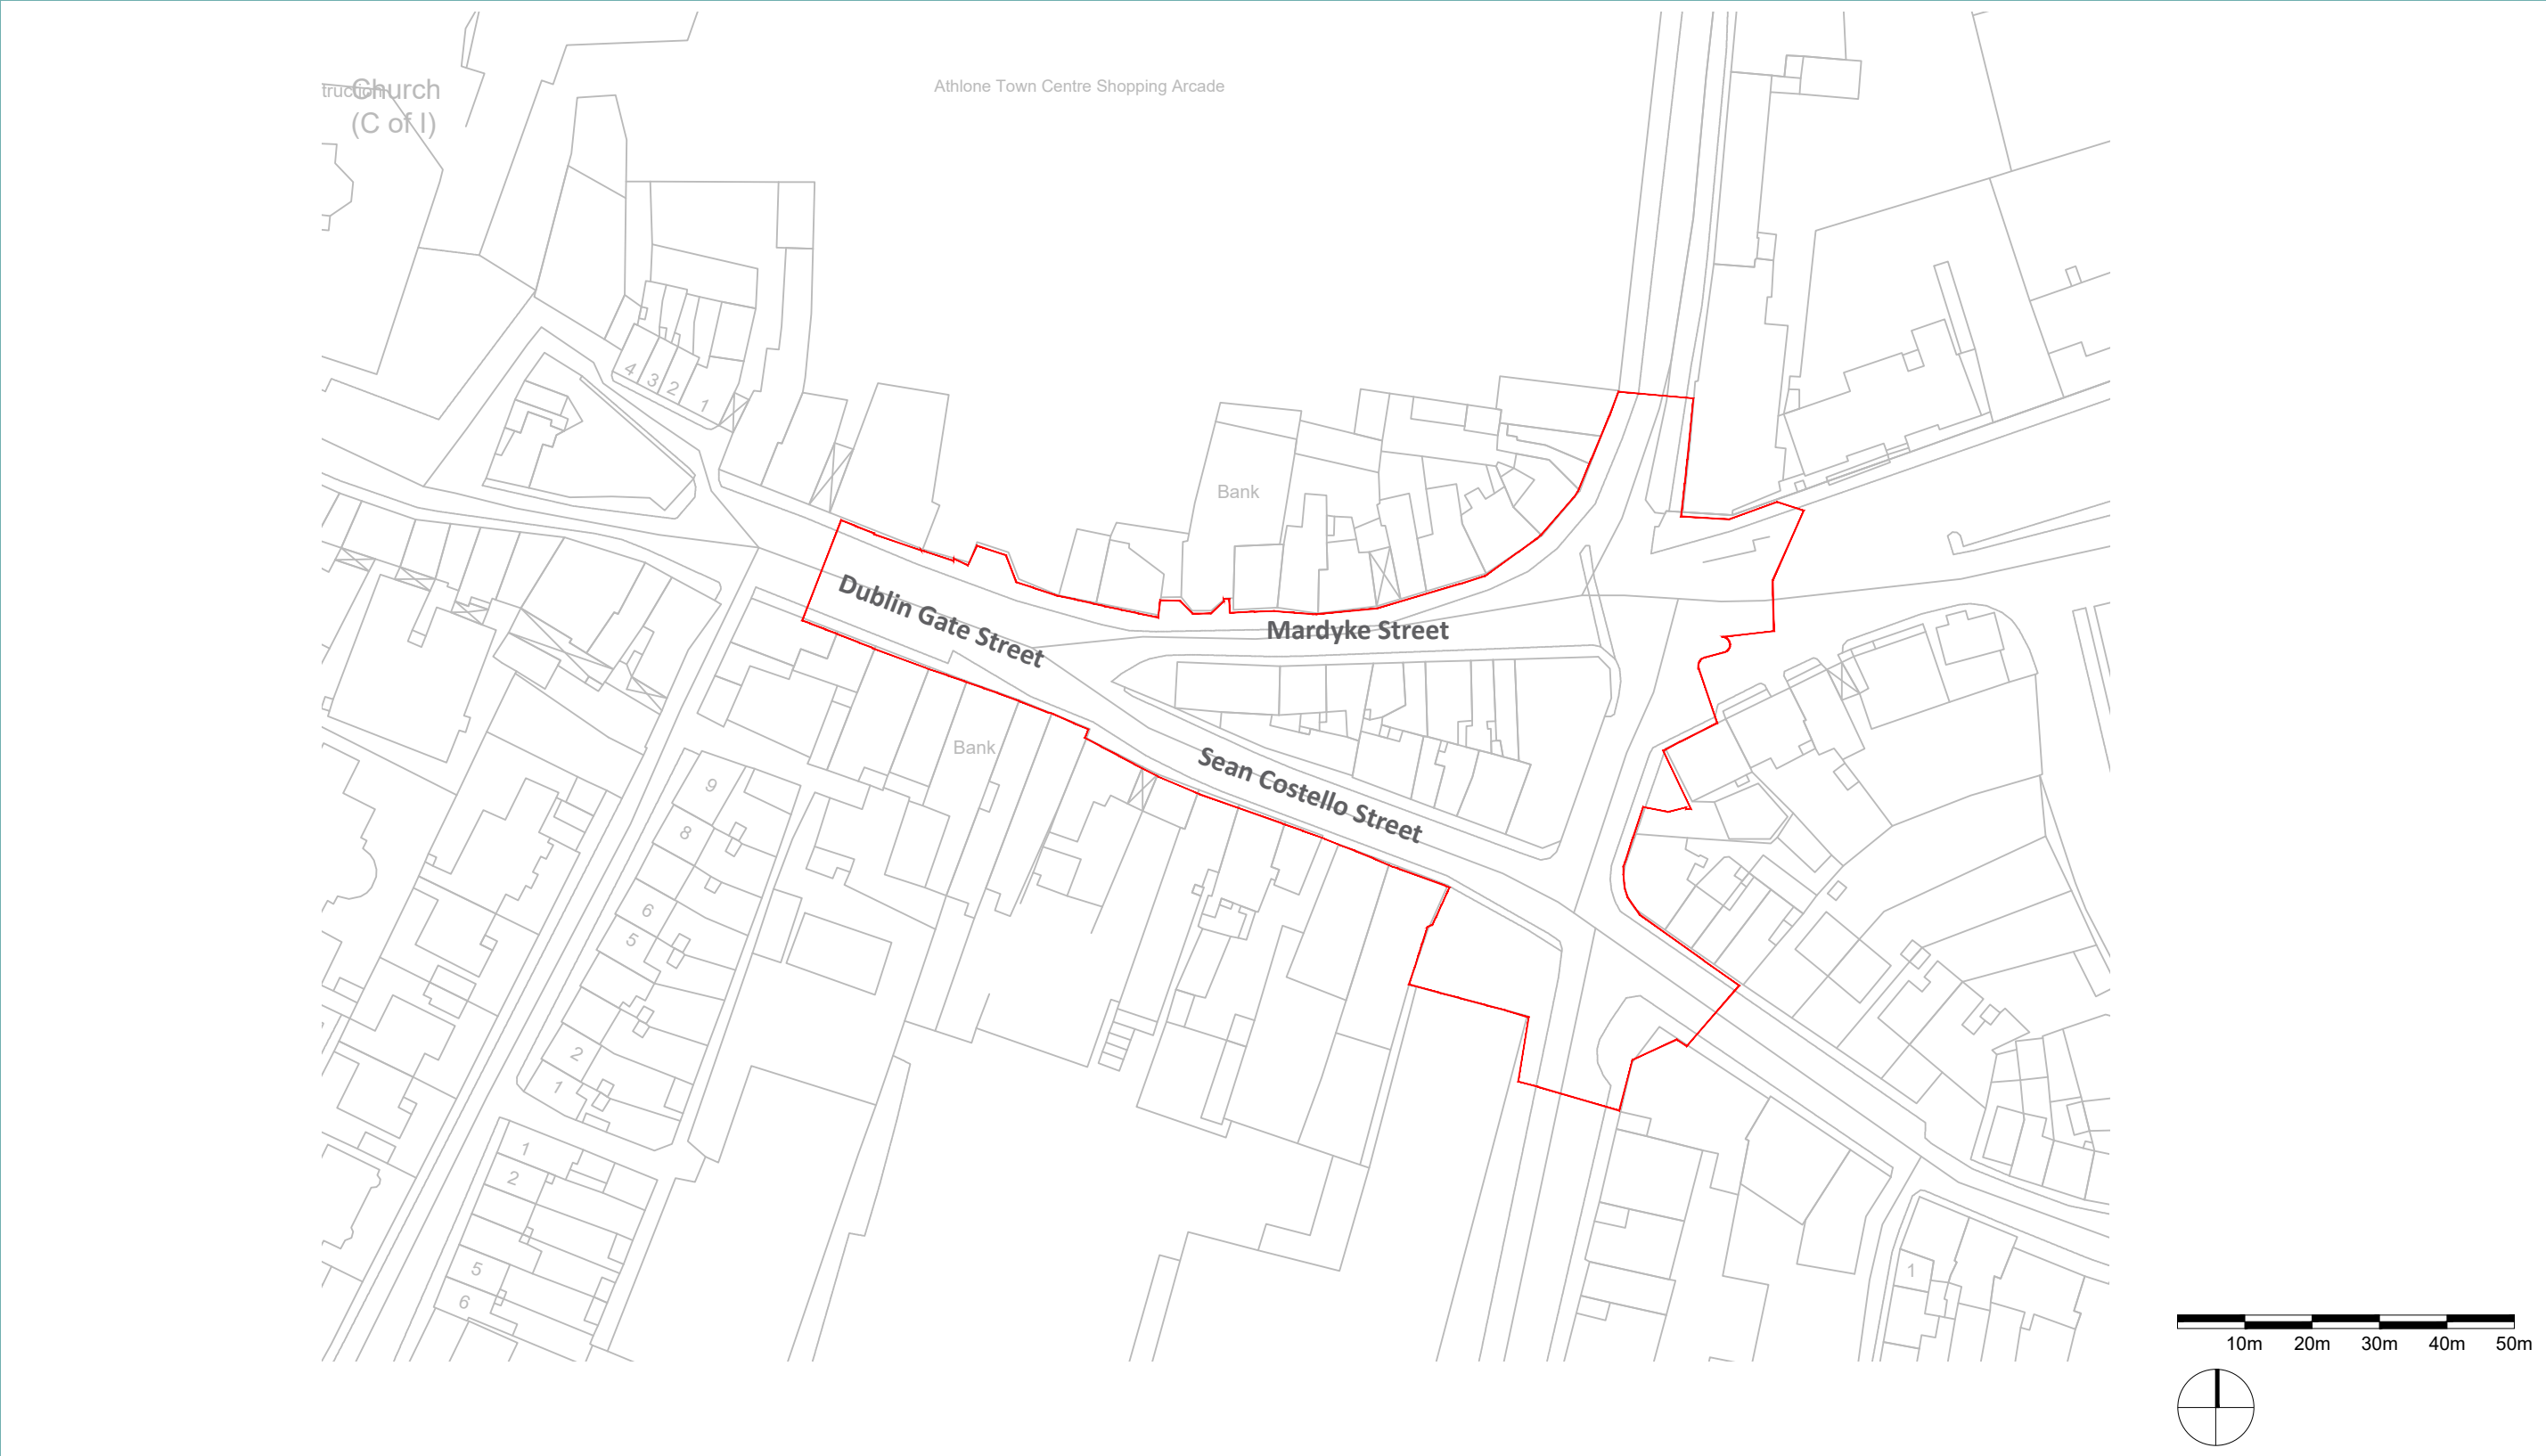 truction
Church
(C of I)
Athlone Town Centre Shopping Arcade
4
3
2
1
Bank
Dublin Gate Street
Mardyke Street
Bank
Sean Costello Street
9
8
6
5
2
1
1
2
5
6
1
10m 20m 30m 40m 50m